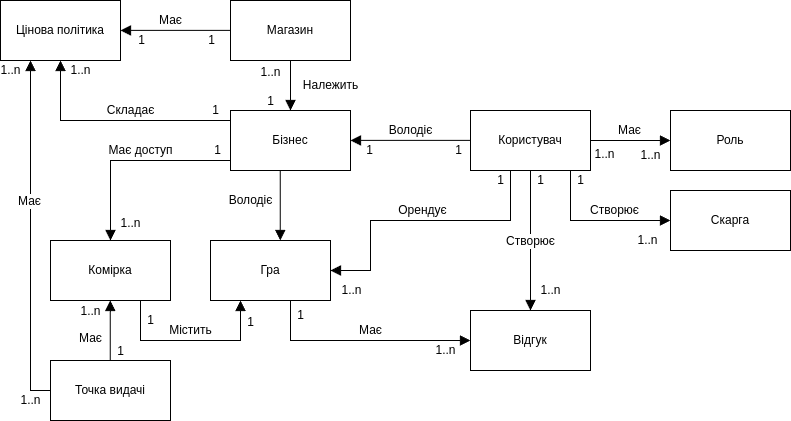 Цінова політика
Має
1
1
Магазин
1..n
1..n
1..n
Належить
1
Складає
1
Бізнес
Володіє
1
1
Користувач
Має
1..n
1..n
Роль
Має доступ
1
1..n
Володіє
Орендує
1
1..n
Створює
1
1..n
Створює
1
1..n
Скарга
Має
Комірка
Гра
1..n
1
Містить
1
1
Має
1..n
Відгук
Має
1
1..n
Точка видачі